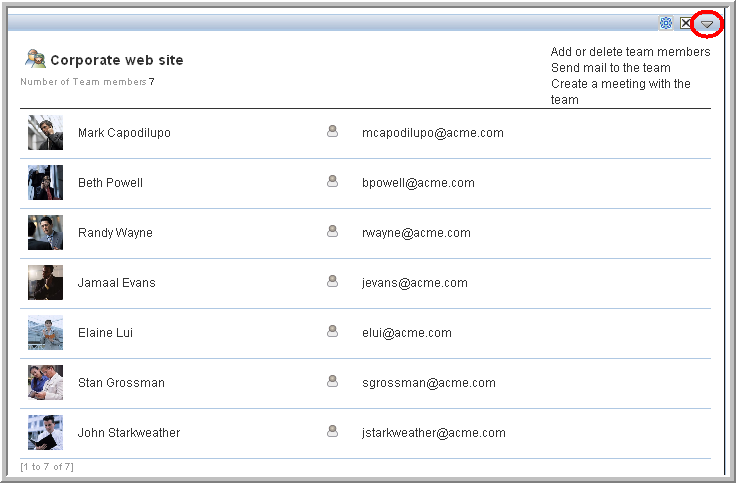 Corporate web site
Number of Team members 7
Add or delete team members
Send mail to the team
Create a meeting with the
team
Mark Capodilupo mcapodilupo@acme.com
Beth Powell bpowell@acme.com
Randy Wayne rwayne@acme.com
Jamaal Evans jevans@acme.com
Elaine Lui elui@acme.com
Stan Grossman sgrossman@acme.com
John Starkweather jstarkweather@acme.com
[1 to 7 of 7]